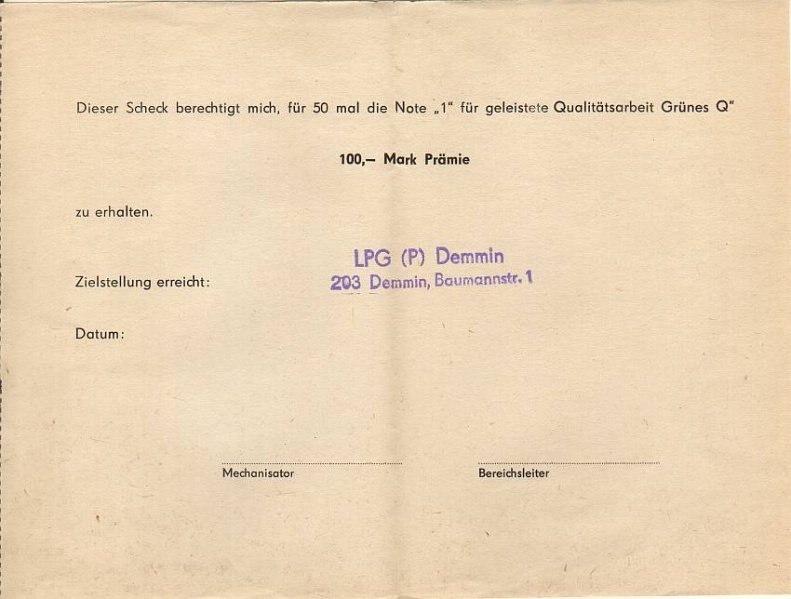 Dieser Scheck berechtigt mich, für 50 mal die Note „1“ für geleistete Qualitätsarbeit Grünes Q“
100,– Mark Prämie
zu erhalten.
LPG (P) Demmin
203 Demmin, Baumannstr. 1
Zielstellung erreicht:
Datum:
Mechanisator
Bereichsleiter